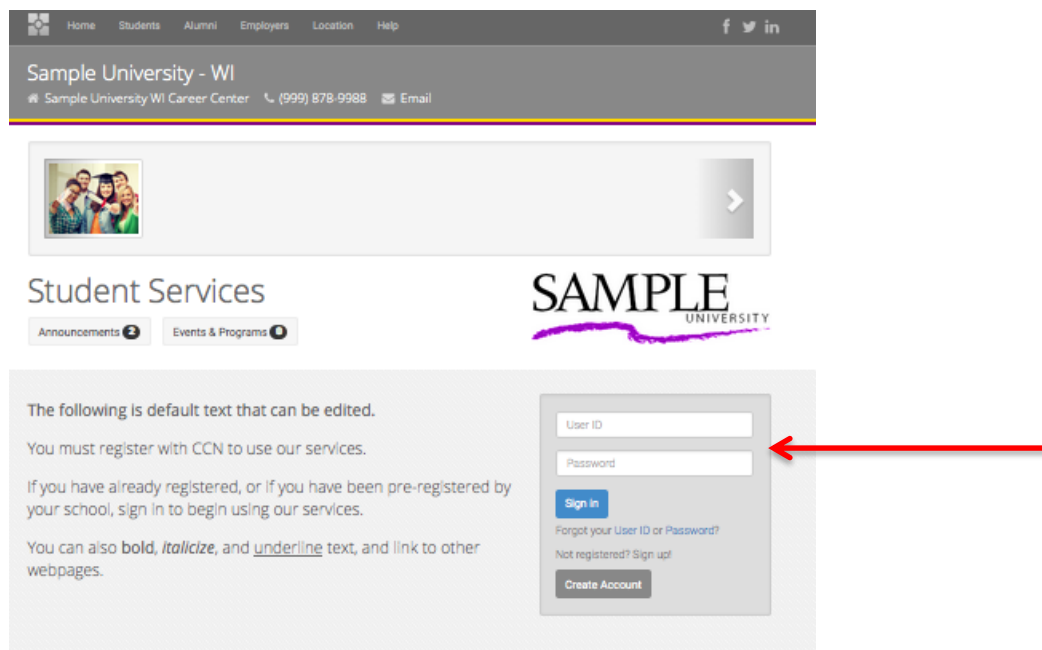 Home Students Alumni Employers Location Help
Sample University - WI
Sample University WI Career Center (999) 878-9988 Email
Student Services
Announcements 2 Events & Programs 0
SAMPLE
UNIVERSITY
The following is default text that can be edited.
You must register with CCN to use our services.
If you have already registered, or if you have been pre-registered by
your school, sign in to begin using our services.
You can also bold, italicize, and underline text, and link to other
webpages.
User ID
Password
Sign in
Forgot your User ID or Password?
Not registered? Sign up!
Create Account